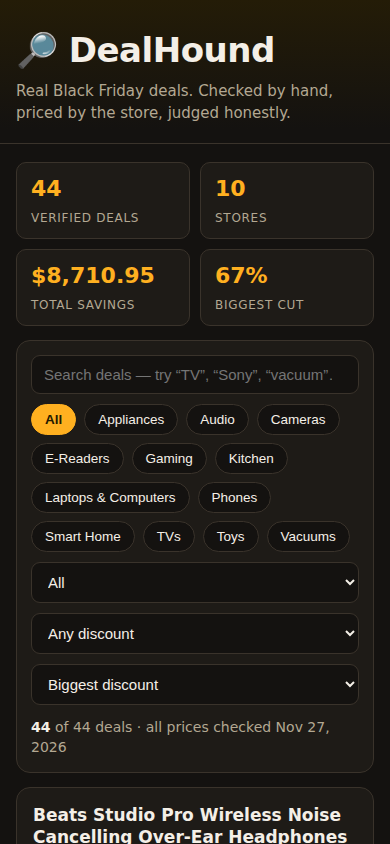 DealHound
Real Black Friday deals. Checked by hand,
priced by the store, judged honestly.
44
VERIFIED DEALS
10
STORES
$8,710.95
TOTAL SAVINGS
67%
BIGGEST CUT
Search deals — try “TV”, “Sony”, “vacuum”.
All
Appliances
Audio
Cameras
E-Readers
Gaming
Kitchen
Laptops & Computers
Phones
Smart Home
TVs
Toys
Vacuums
All
Any discount
Biggest discount
44 of 44 deals · all prices checked Nov 27,
2026
Beats Studio Pro Wireless Noise
Cancelling Over-Ear Headphones